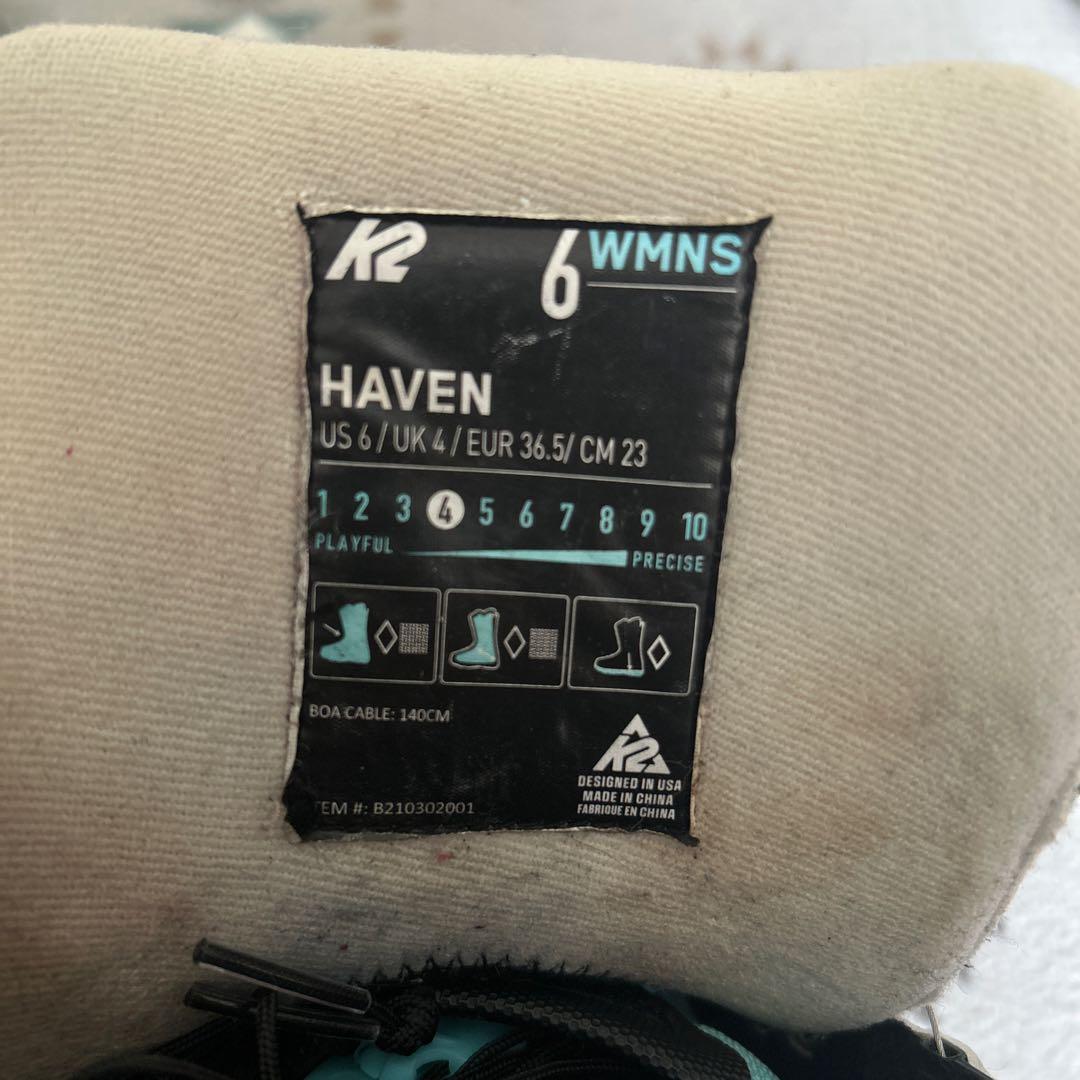 K2
6 WMNS
HAVEN
US 6 / UK 4 / EUR 36.5/ CM 23
1 2 3 4 5 6 7 8 9 10
PLAYFUL PRECISE
BOA CABLE: 140CM
K2
DESIGNED IN USA
MADE IN CHINA
FABRIQUE EN CHINA
TEM #: B210302001